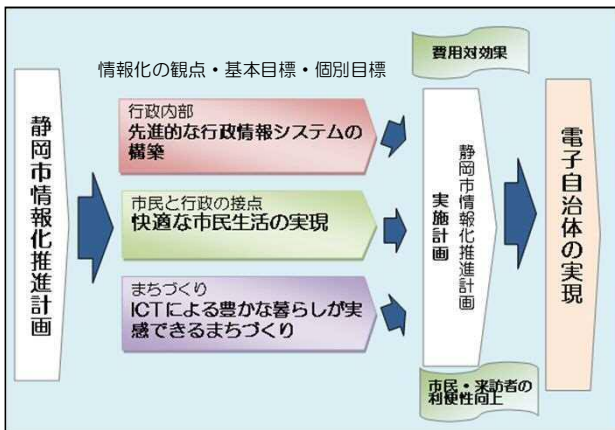 費用対効果
情報化の観点・基本目標・個別目標
静岡市情報化推進計画
行政内部
先進的な行政情報システムの
構築
市民と行政の接点
快適な市民生活の実現
まちづくり
ICTによる豊かな暮らしが実
感できるまちづくり
静岡市情報化推進計画
実施計画
電子自治体の実現
市民・来訪者の
利便性向上